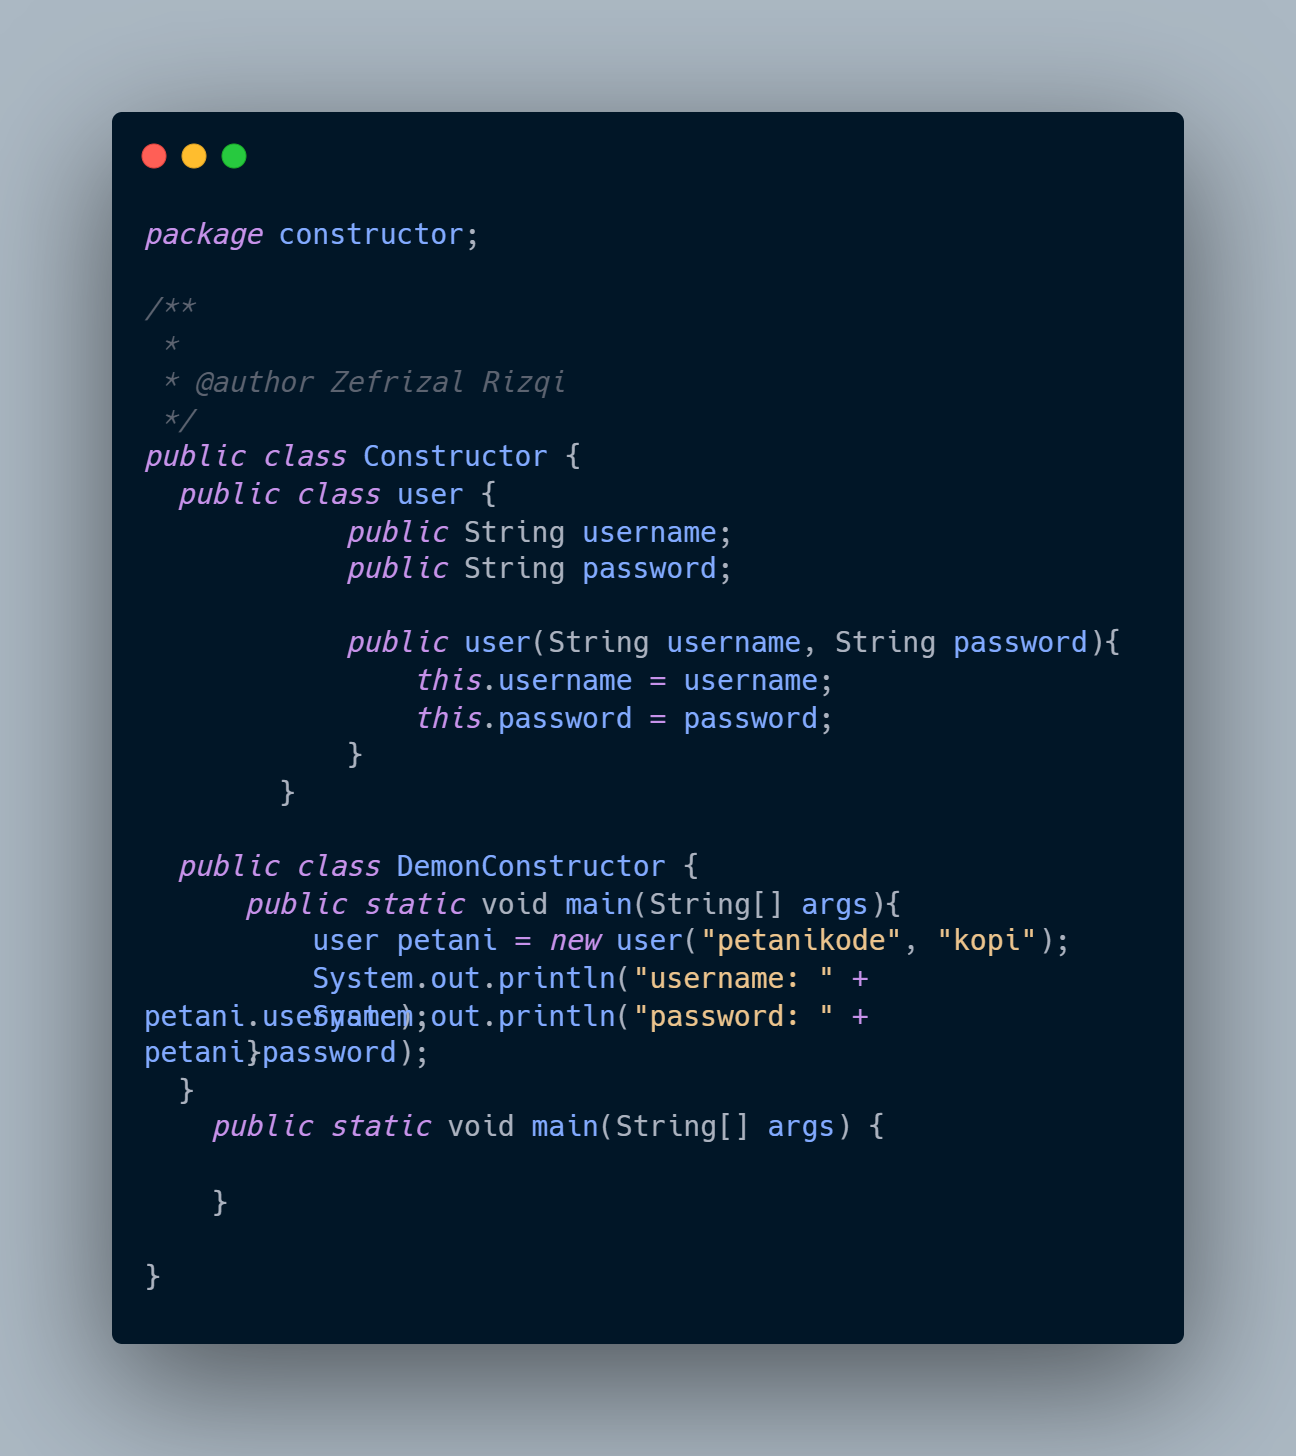 package constructor;
/**
 *
 * @author Zefrizal Rizqi
 */
public class Constructor {
  public class user {
            public String username;
            public String password;
            public user(String username, String password){
                this.username = username;
                this.password = password;
            }
        }
  public class DemonConstructor {
      public static void main(String[] args){
          user petani = new user("petanikode", "kopi");
          System.out.println("username: " +
petani.username);
          System.out.println("password: " +
petani.password);
      }
  }
    public static void main(String[] args) {
    }
}